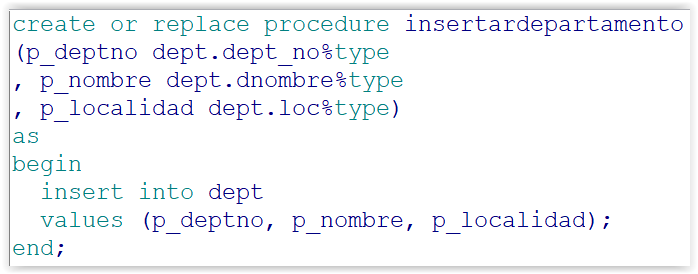 create or replace procedure insertardepartamento
(p_deptno dept.dept_no%type
, p_nombre dept.dnombre%type
, p_localidad dept.loc%type)
as
begin
  insert into dept
  values (p_deptno, p_nombre, p_localidad);
end;